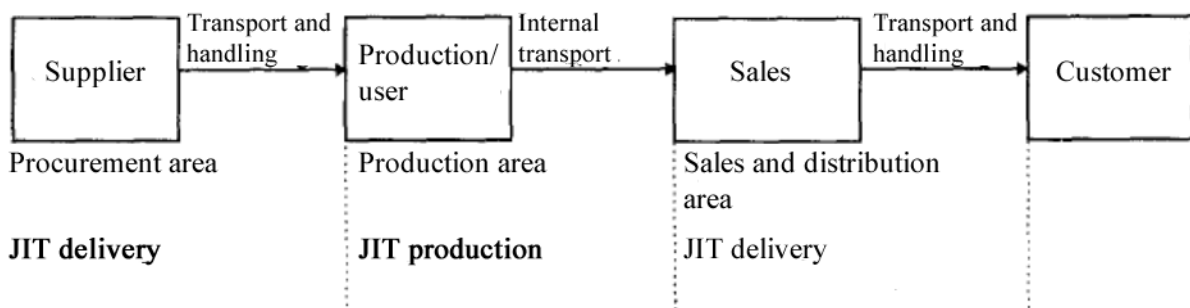 Supplier
Transport and
handling
Production/
user
Internal
transport
Sales
Transport and
handling
Customer
Procurement area
Production area
Sales and distribution
area
JIT delivery
JIT production
JIT delivery